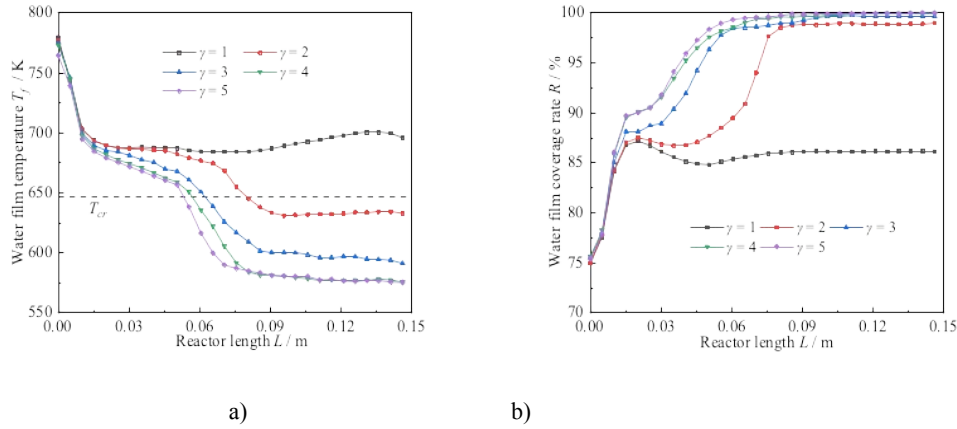 800
750
700
650
600
550
0.00
0.03
0.06
0.09
0.12
0.15
Water film temperature T_f / K
Reactor length L / m
γ = 1
γ = 2
γ = 3
γ = 4
γ = 5
T_cr
100
95
90
85
80
75
70
0.00
0.03
0.06
0.09
0.12
0.15
Water film coverage rate R / %
Reactor length L / m
γ = 1
γ = 2
γ = 3
γ = 4
γ = 5
a)
b)